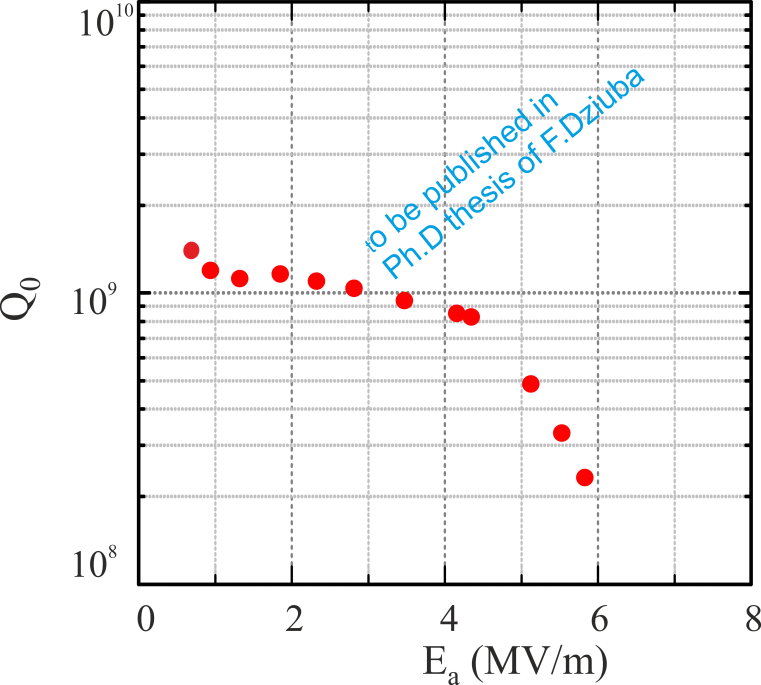 10¹⁰
to be published in
Ph.D thesis of F.Dziuba
Q₀
10⁹
10⁸
0 2 4 6 8
Eₐ (MV/m)